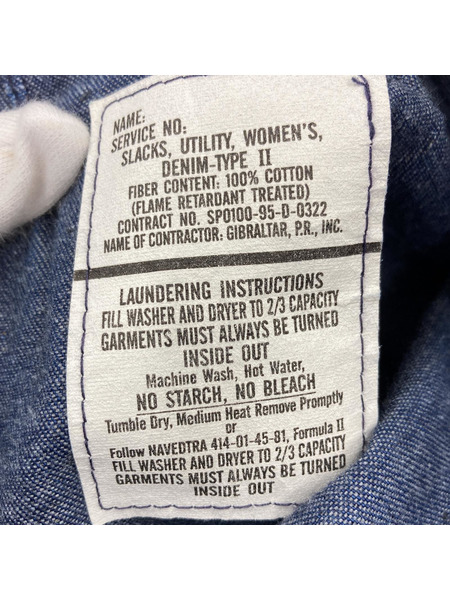 NAME:
SERVICE NO:
SLACKS, UTILITY, WOMEN'S,
DENIM-TYPE II
FIBER CONTENT: 100% COTTON
(FLAME RETARDANT TREATED)
CONTRACT NO. SPO100-95-D-0322
NAME OF CONTRACTOR: GIBRALTAR, P.R., INC.
LAUNDERING INSTRUCTIONS
FILL WASHER AND DRYER TO 2/3 CAPACITY
GARMENTS MUST ALWAYS BE TURNED
INSIDE OUT
Machine Wash, Hot Water,
NO STARCH, NO BLEACH
Tumble Dry, Medium Heat Remove Promptly
or
Follow NAVEDTRA 414-01-45-81, Formula II
FILL WASHER AND DRYER TO 2/3 CAPACITY
GARMENTS MUST ALWAYS BE TURNED
INSIDE OUT